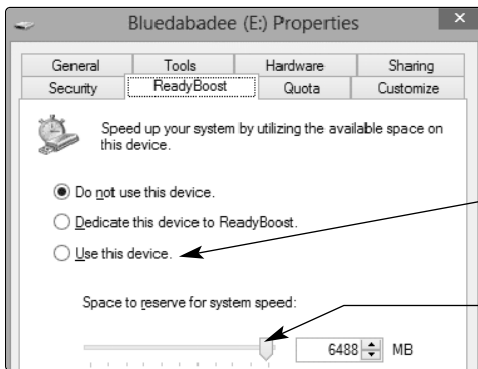 Bluedabadee (E:) Properties
General Tools Hardware Sharing
Security ReadyBoost Quota Customize
Speed up your system by utilizing the available space on
this device.
Do not use this device.
Dedicate this device to ReadyBoost.
Use this device.
Space to reserve for system speed:
6488 MB